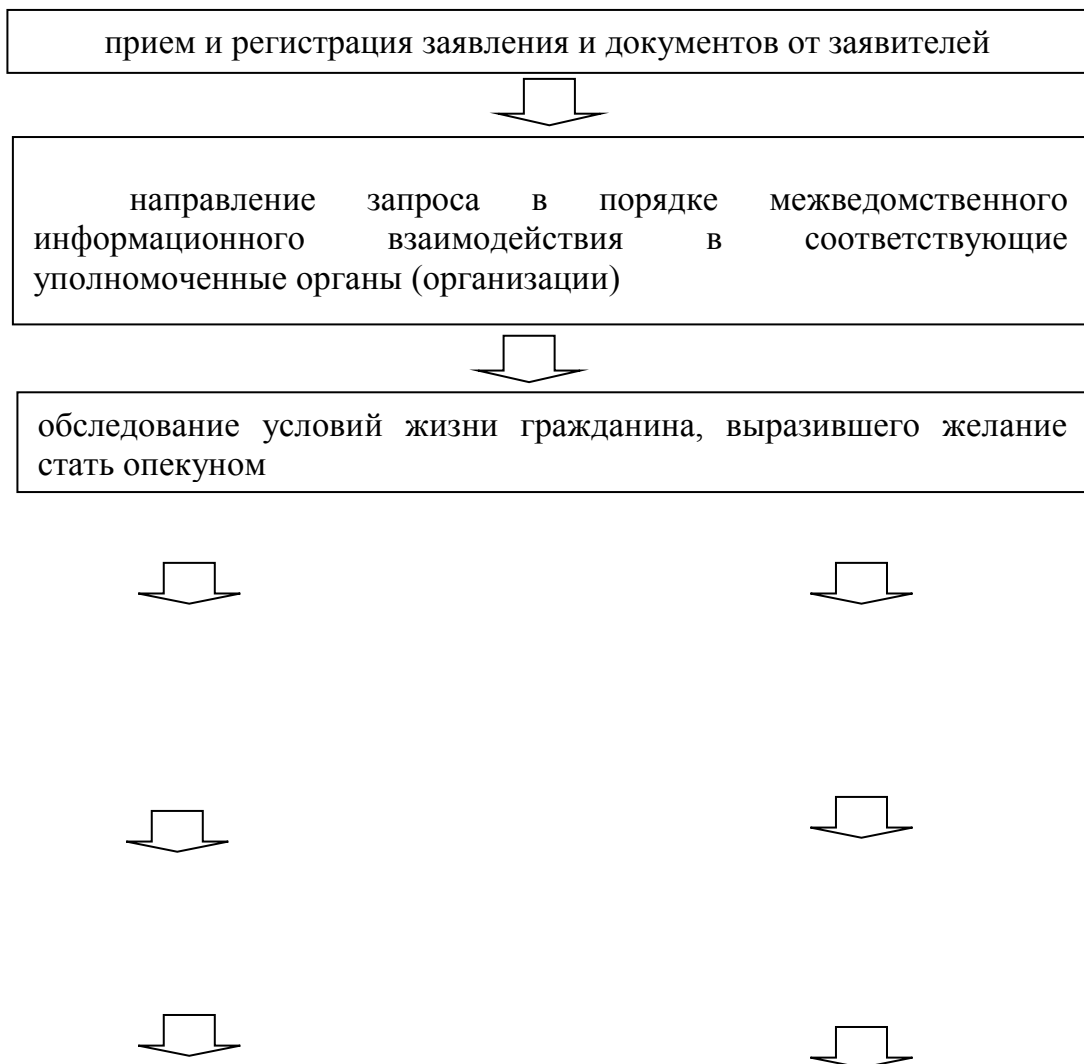 прием и регистрация заявления и документов от заявителей
направление запроса в порядке межведомственного
информационного взаимодействия в соответствующие
уполномоченные органы (организации)
обследование условий жизни гражданина, выразившего желание
стать опекуном